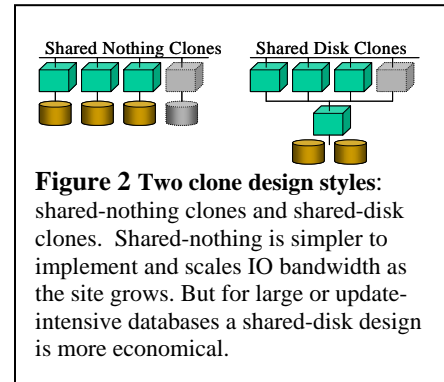 Shared Nothing Clones
Shared Disk Clones
Figure 2 Two clone design styles:
shared-nothing clones and shared-disk
clones.  Shared-nothing is simpler to
implement and scales IO bandwidth as
the site grows. But for large or update-
intensive databases a shared-disk design
is more economical.